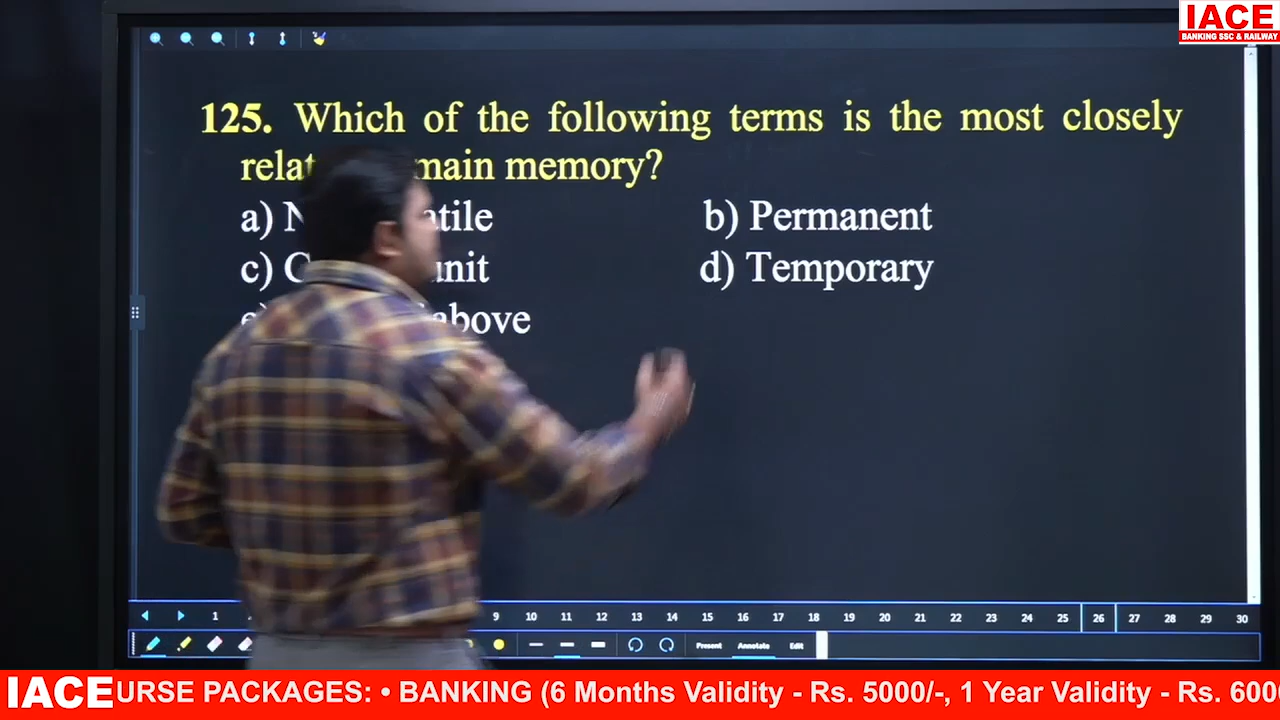 IACE
BANKING SSC & RAILWAY
125. Which of the following terms is the most closely
main memory?
a) b) Permanent
c) unit d) Temporary
above
1 9 10 11 12 13 14 15 16 17 18 19 20 21 22 23 24 25 26 27 28 29 30
Present Annotate Edit
IACE URSE PACKAGES: • BANKING (6 Months Validity - Rs. 5000/-, 1 Year Validity - Rs.